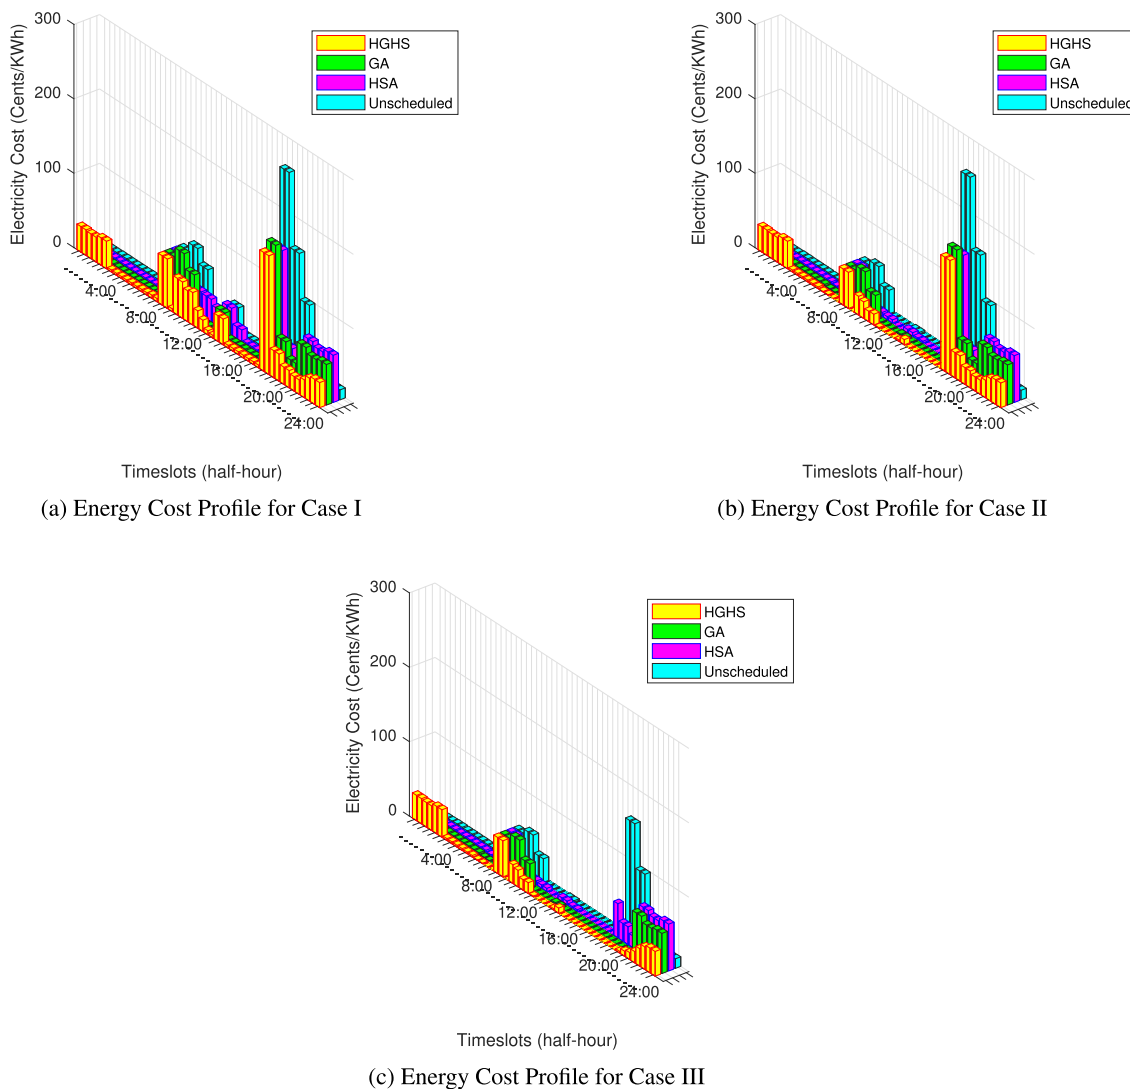 300
200
100
0
Electricity Cost (Cents/KWh)
HGHS
GA
HSA
Unscheduled
4:00
8:00
12:00
16:00
20:00
24:00
Timeslots (half-hour)
(a) Energy Cost Profile for Case I
300
200
100
0
Electricity Cost (Cents/KWh)
HGHS
GA
HSA
Unscheduled
4:00
8:00
12:00
16:00
20:00
24:00
Timeslots (half-hour)
(b) Energy Cost Profile for Case II
300
200
100
0
Electricity Cost (Cents/KWh)
HGHS
GA
HSA
Unscheduled
4:00
8:00
12:00
16:00
20:00
24:00
Timeslots (half-hour)
(c) Energy Cost Profile for Case III